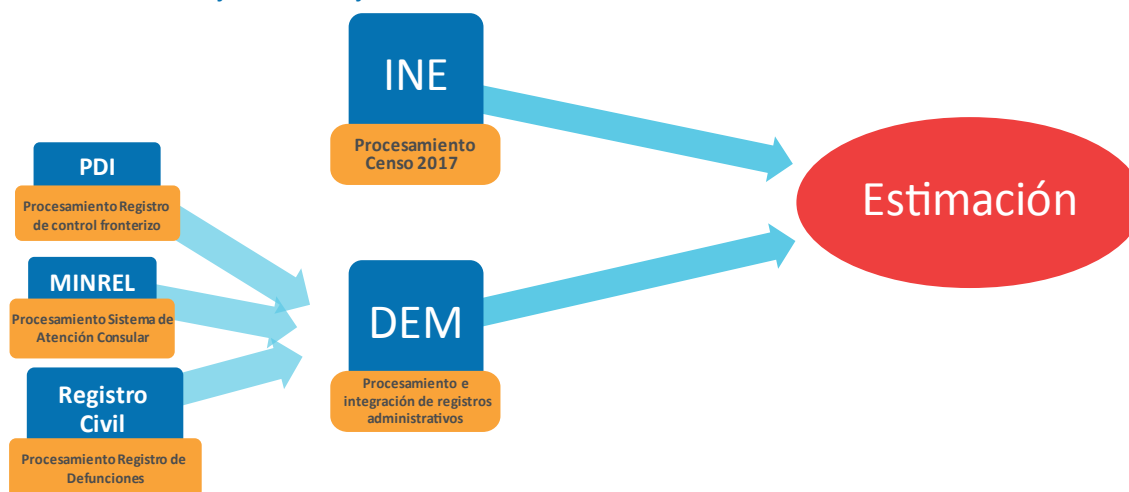 INE
Procesamiento
Censo 2017
PDI
Procesamiento Registro
de control fronterizo
MINREL
Procesamiento Sistema de
Atención Consular
Registro
Civil
Procesamiento Registro de
Defunciones
DEM
Procesamiento e
integración de registros
administrativos
Estimación